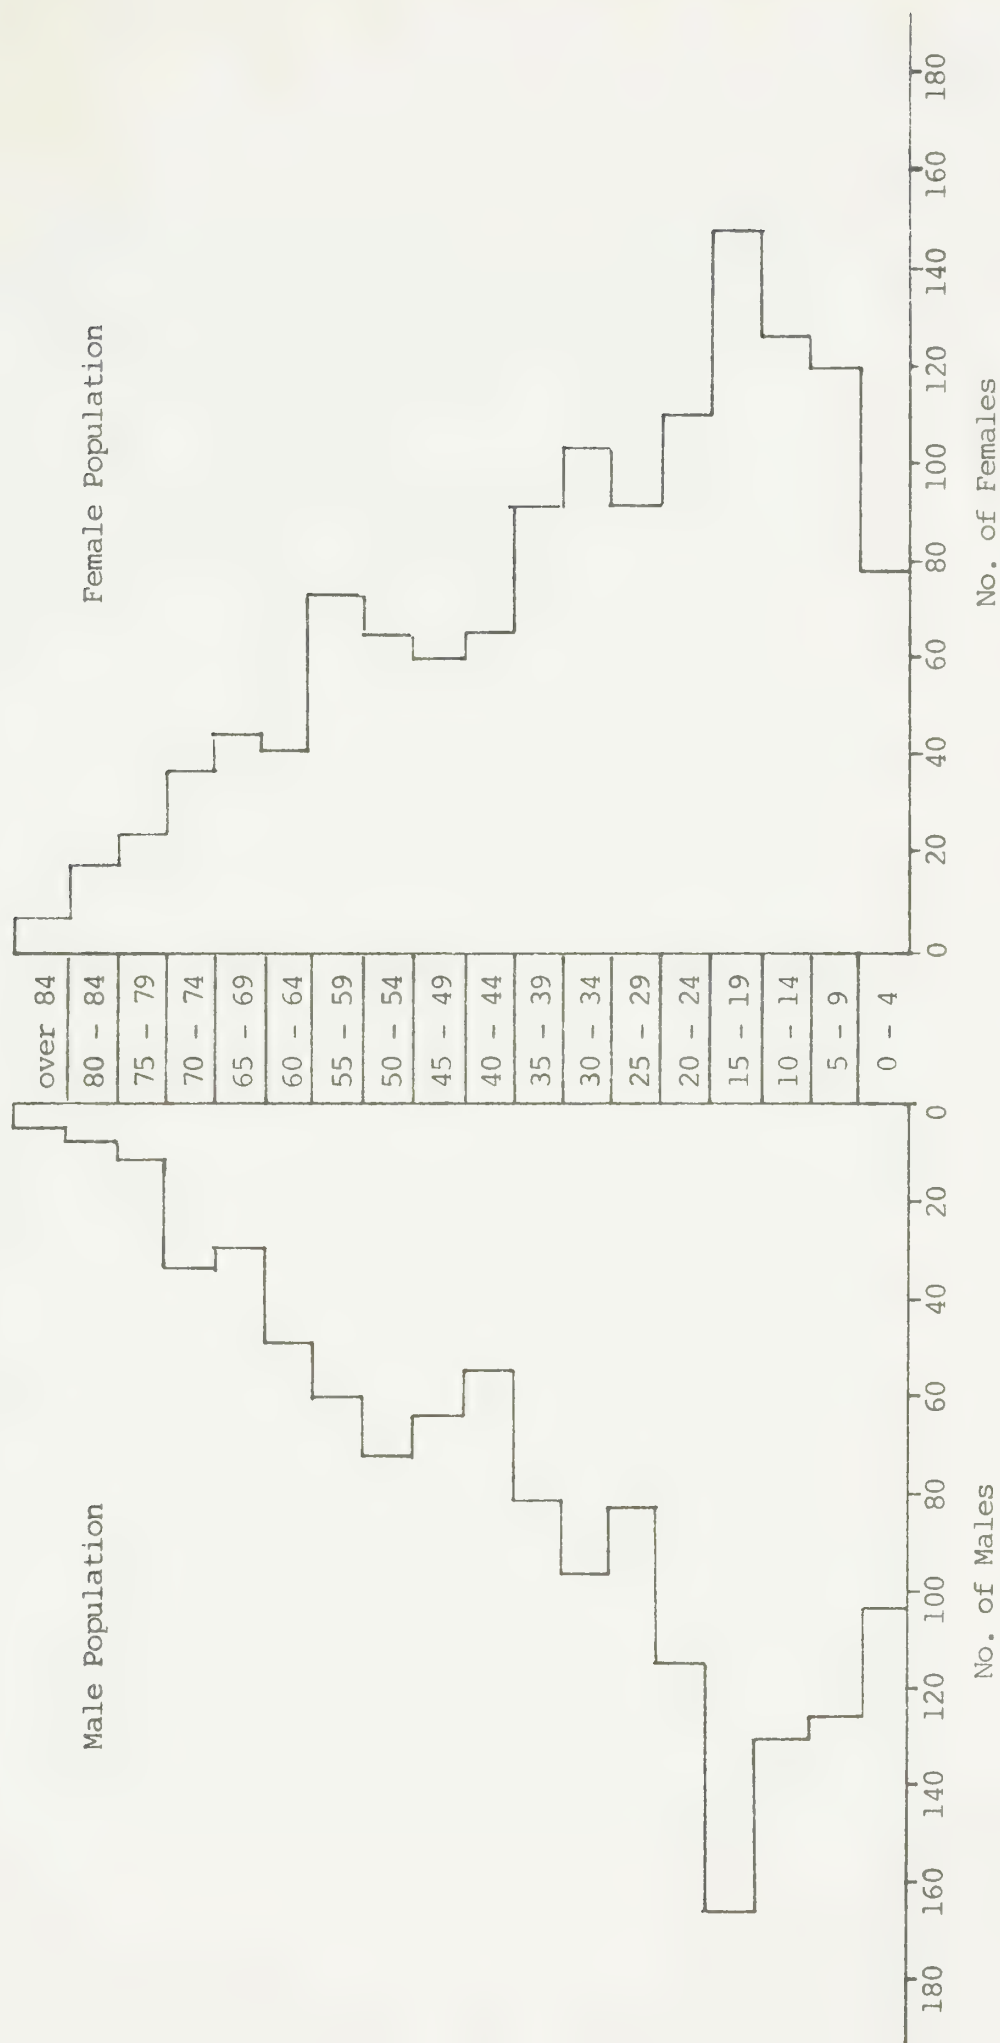 Male Population
Female Population
over 84
80 - 84
75 - 79
70 - 74
65 - 69
60 - 64
55 - 59
50 - 54
45 - 49
40 - 44
35 - 39
30 - 34
25 - 29
20 - 24
15 - 19
10 - 14
5 - 9
0 - 4
180 160 140 120 100 80 60 40 20 0
0 20 40 60 80 100 120 140 160 180
No. of Males
No. of Females